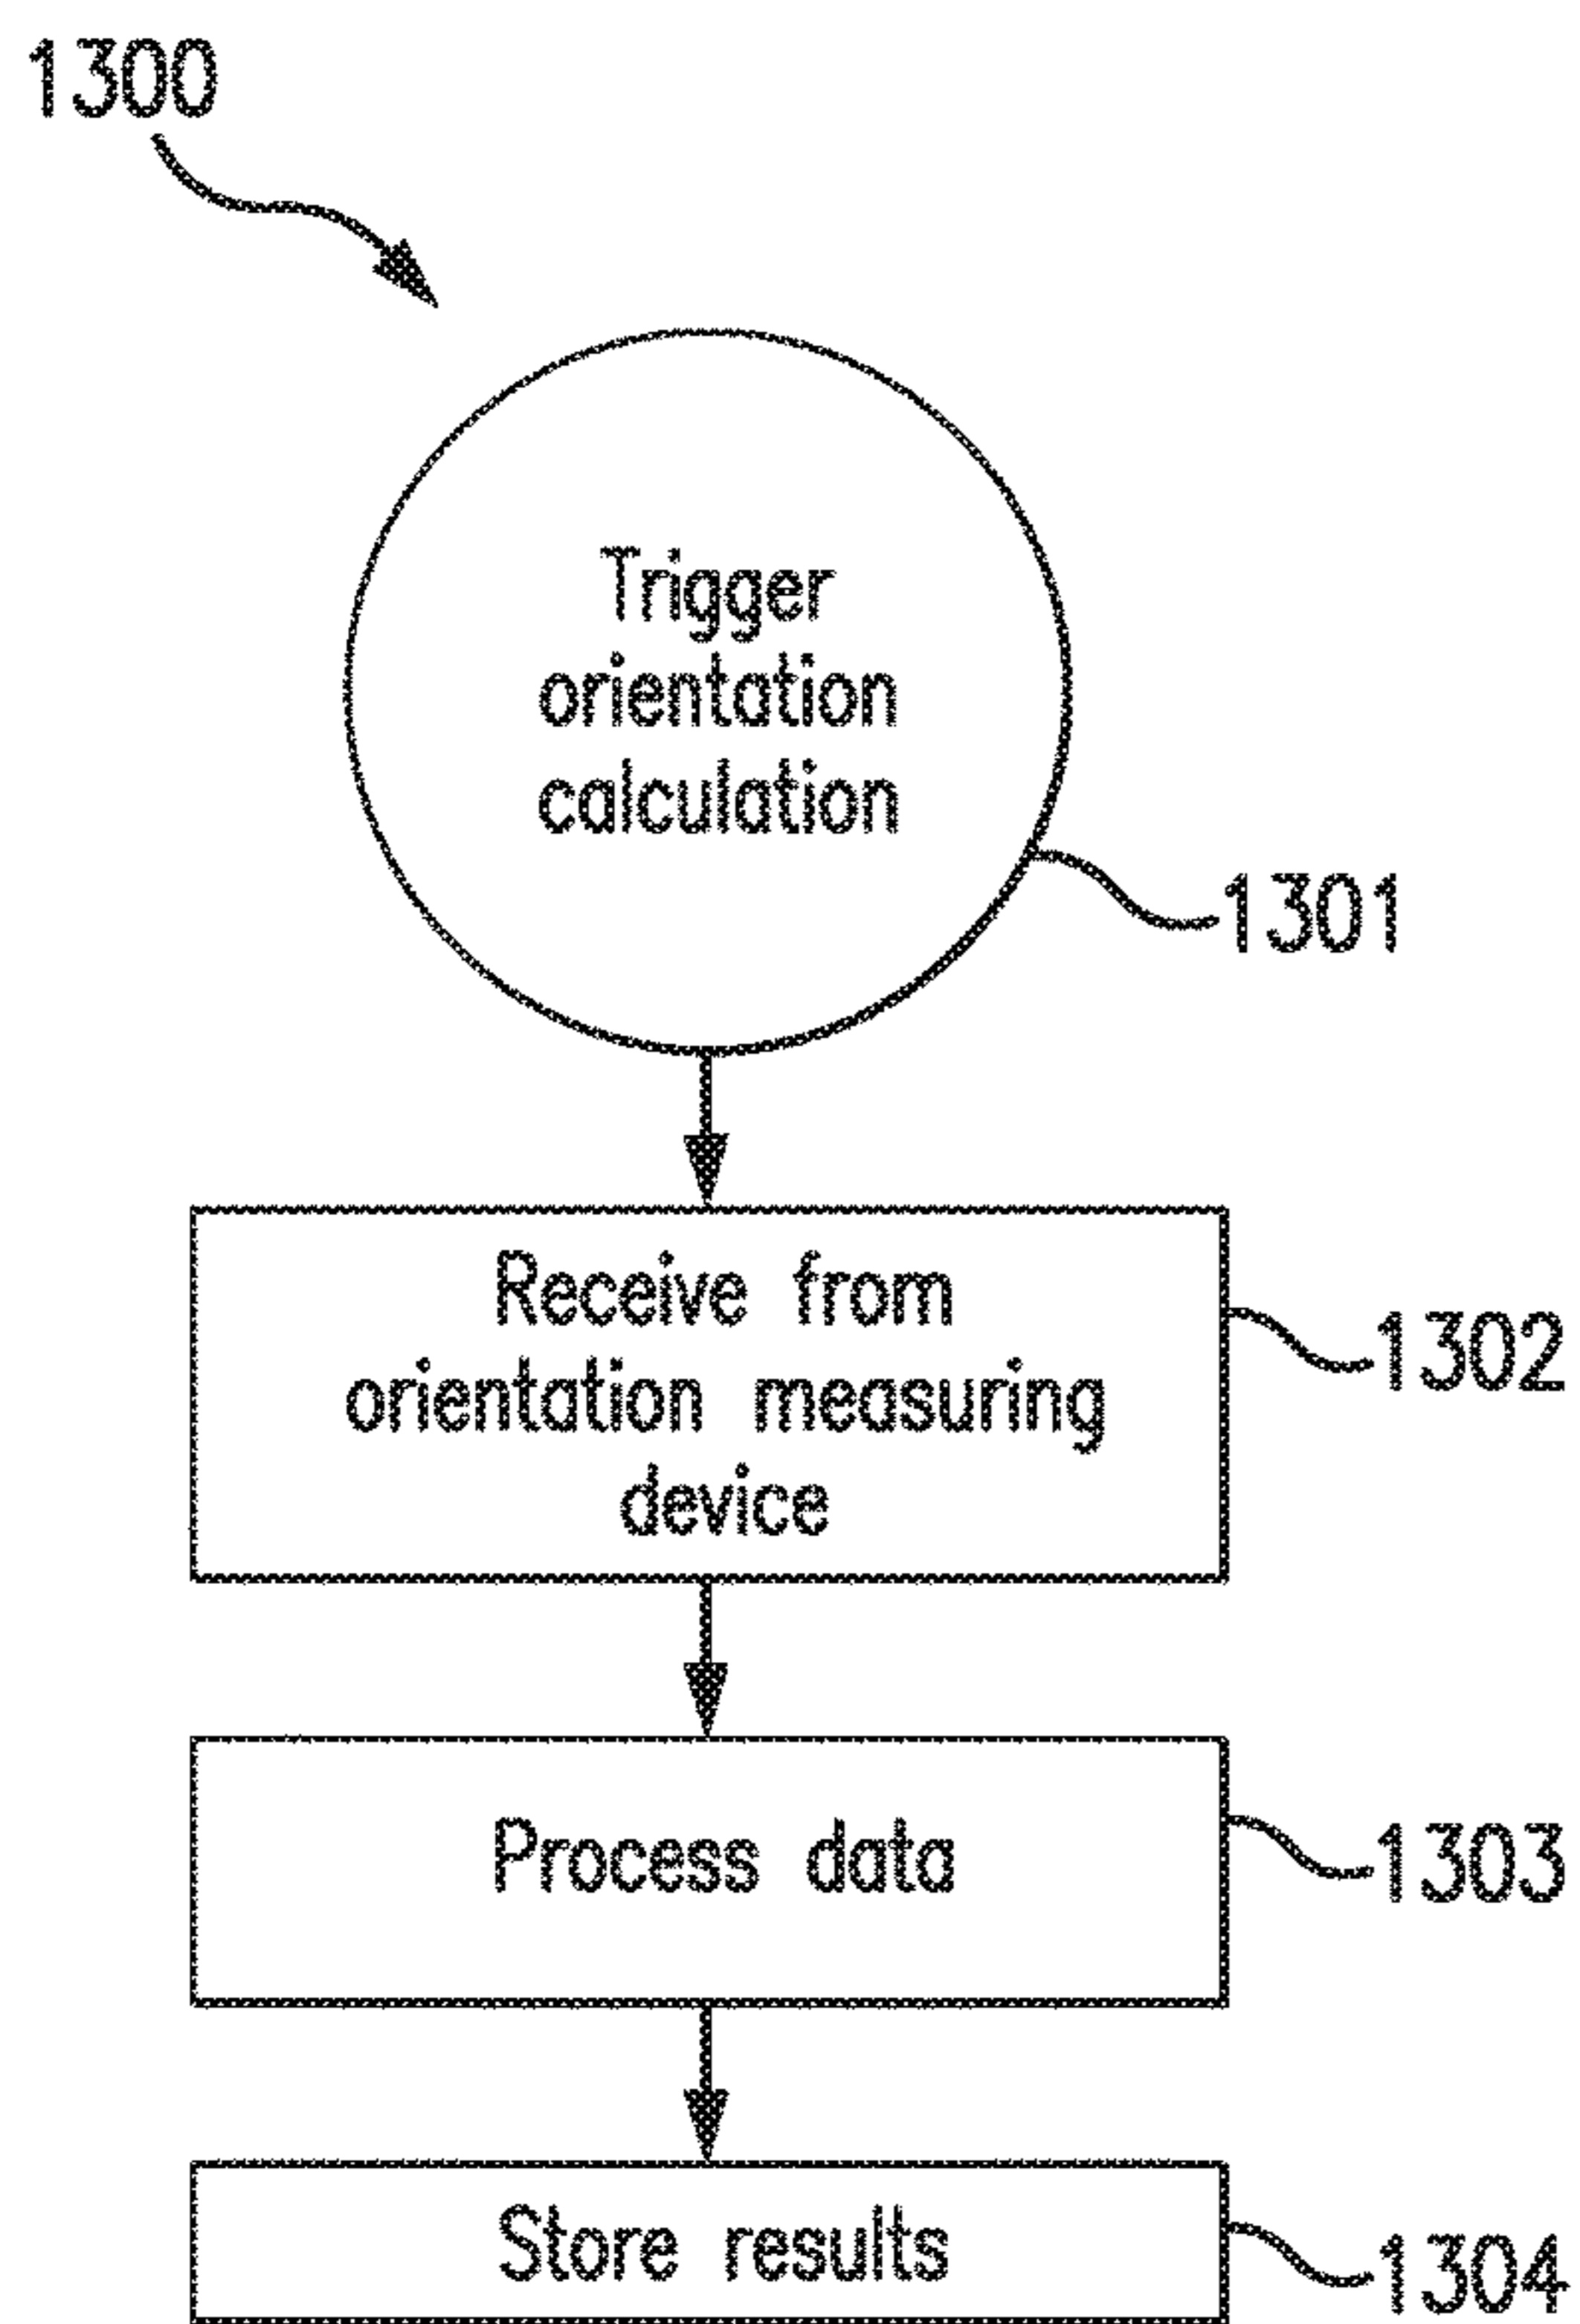 1300
Trigger
orientation
calculation
1301
Receive from
orientation measuring
device
1302
Process data
1303
Store results
1304